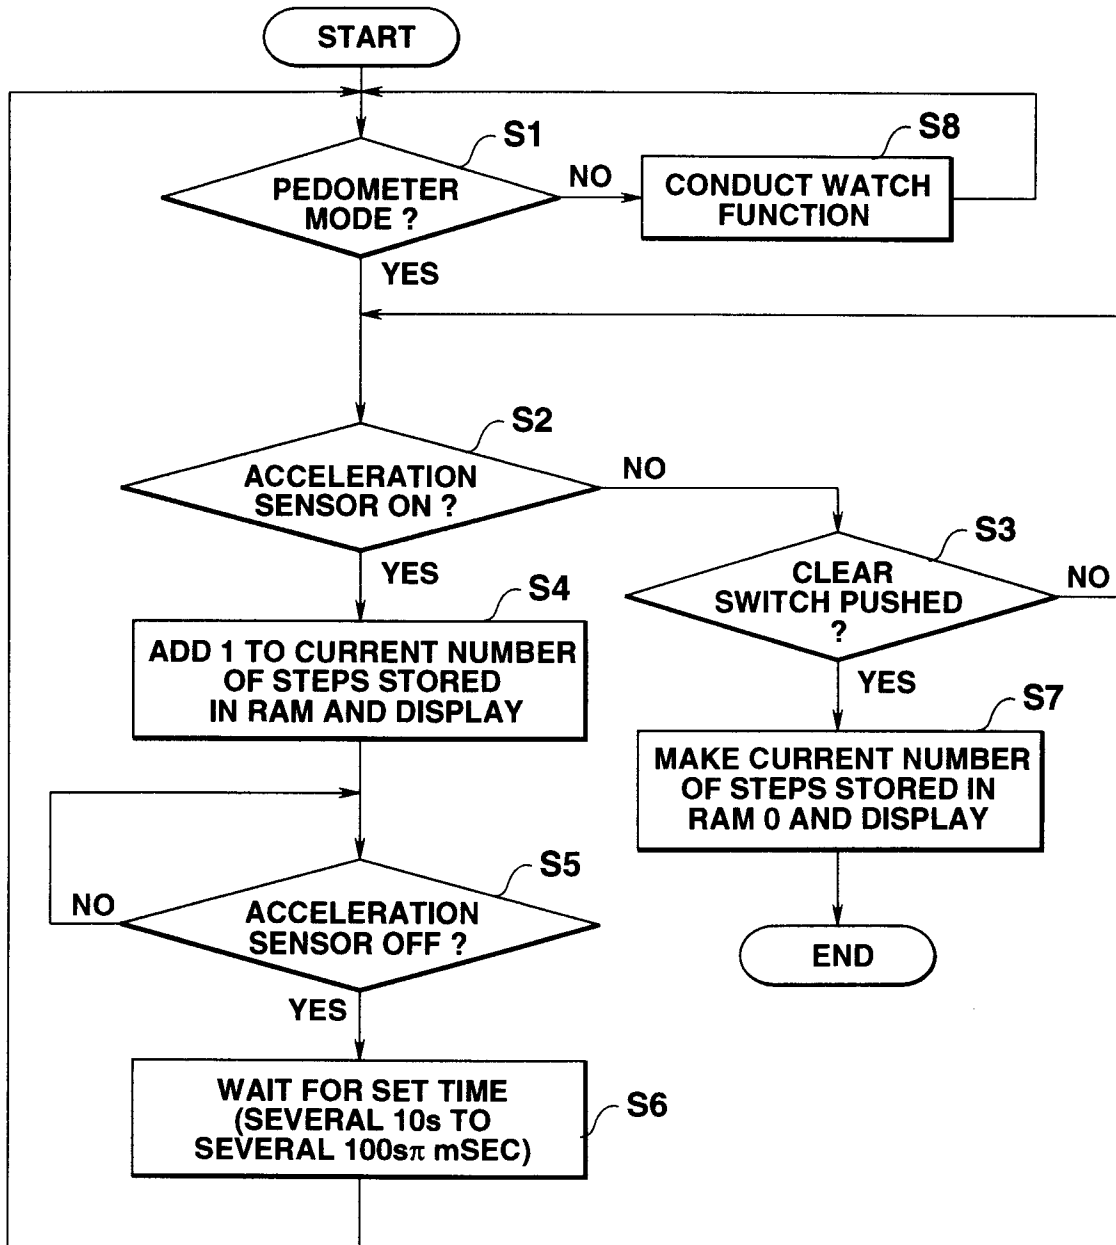 START
S1
PEDOMETER
MODE ?
NO
S8
CONDUCT WATCH
FUNCTION
YES
S2
ACCELERATION
SENSOR ON ?
NO
YES
S3
CLEAR
SWITCH PUSHED
?
NO
YES
S4
ADD 1 TO CURRENT NUMBER
OF STEPS STORED
IN RAM AND DISPLAY
S7
MAKE CURRENT NUMBER
OF STEPS STORED IN
RAM 0 AND DISPLAY
S5
ACCELERATION
SENSOR OFF ?
NO
YES
END
WAIT FOR SET TIME
(SEVERAL 10s TO
SEVERAL 100sπ mSEC)
S6